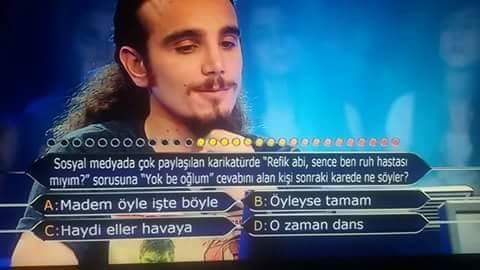 Sosyal medyada çok paylaşılan karikatürde "Refik abi, sence ben ruh hastası
mıyım?" sorusuna "Yok be oğlum" cevabını alan kişi sonraki karede ne söyler?
A: Madem öyle işte böyle
B: Öyleyse tamam
C: Haydi eller havaya
D: O zaman dans